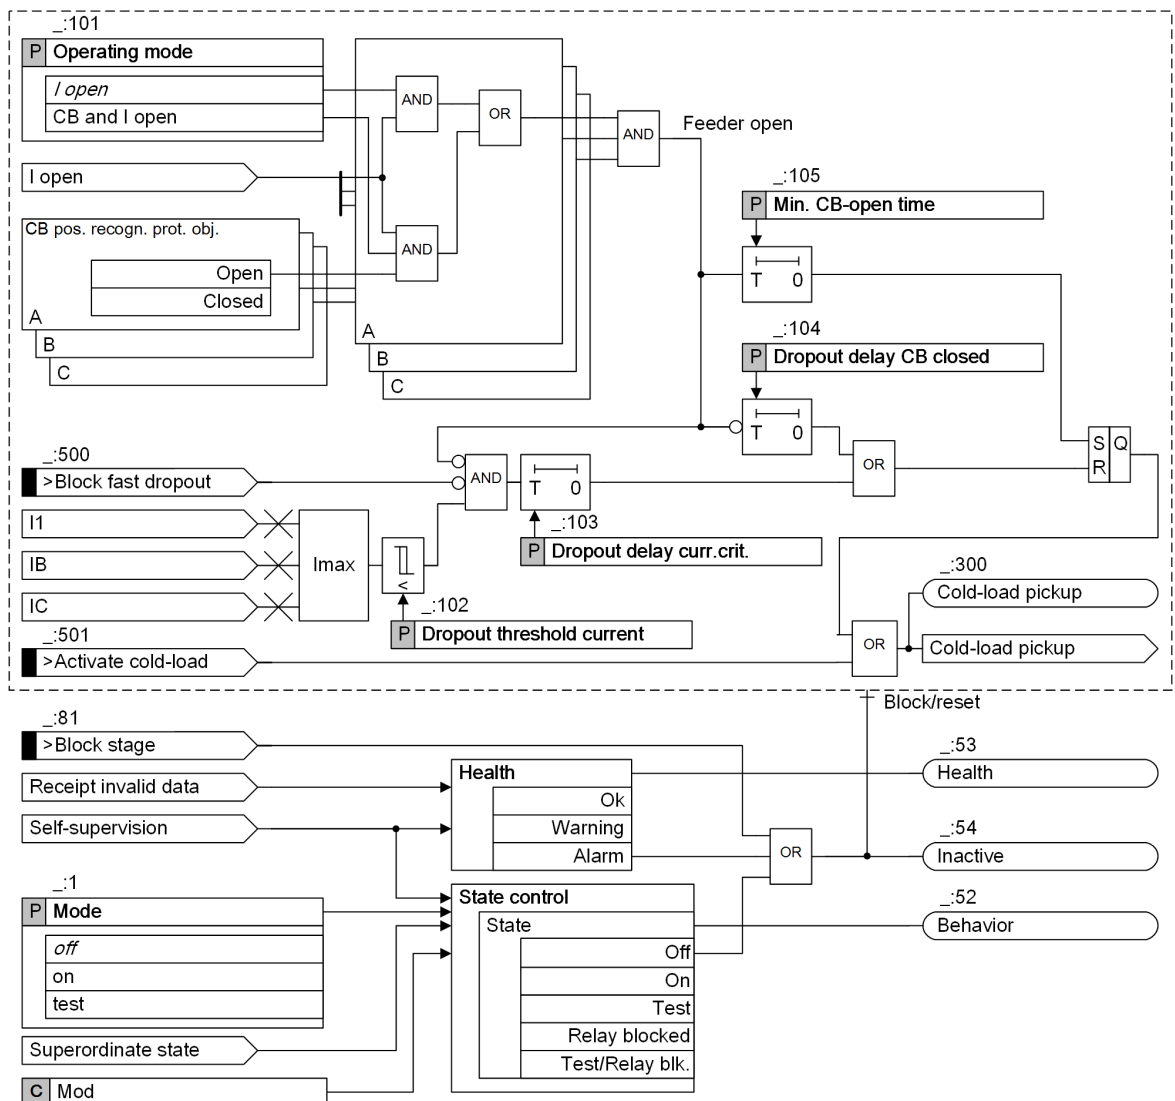 _:101
P Operating mode
I open
CB and I open
AND
OR
AND
Feeder open
I open
_:105
P Min. CB-open time
CB pos. recogn. prot. obj.
AND
Open
T 0
Closed
A
B
C
A
B
C
_:104
P Dropout delay CB closed
T 0
S Q
R
OR
_:500
>Block fast dropout
AND
T 0
I1
_:103
P Dropout delay curr.crit.
IB
Imax
<
IC
_:102
P Dropout threshold current
_:300
Cold-load pickup
_:501
>Activate cold-load
OR
Cold-load pickup
Block/reset
_:81
>Block stage
_:53
Health
Health
Receipt invalid data
Ok
Self-supervision
Warning
Alarm
OR
_:54
Inactive
_:1
P Mode
off
on
test
State control
State
Off
On
Test
Relay blocked
Test/Relay blk.
_:52
Behavior
Superordinate state
C Mod